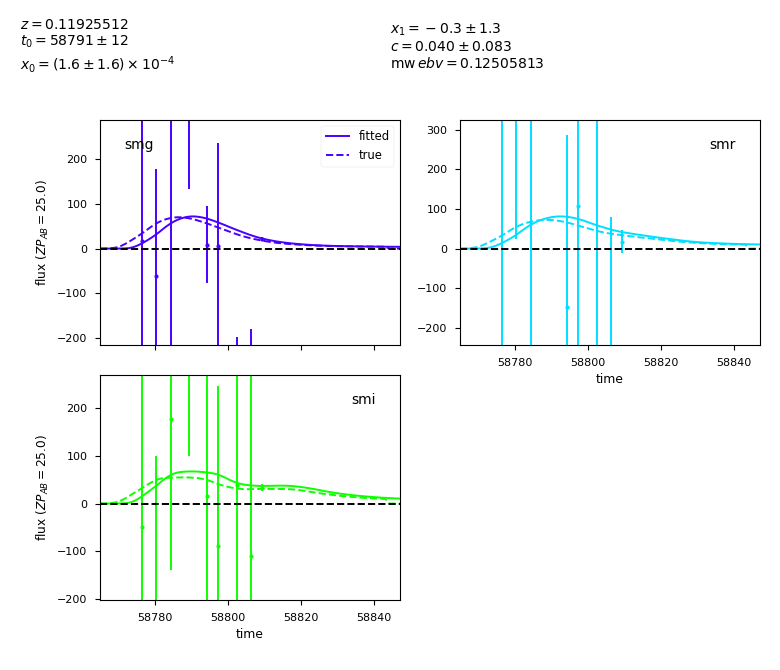 z = 0.11925512
t₀ = 58791 ± 12
x₀ = (1.6 ± 1.6) × 10⁻⁴
x₁ = −0.3 ± 1.3
c = 0.040 ± 0.083
mw ebv = 0.12505813
smg
fitted
true
flux (ZP_AB = 25.0)
200
100
0
−100
−200
smr
300
200
100
0
−100
−200
58780 58800 58820 58840
time
smi
flux (ZP_AB = 25.0)
200
100
0
−100
−200
58780 58800 58820 58840
time